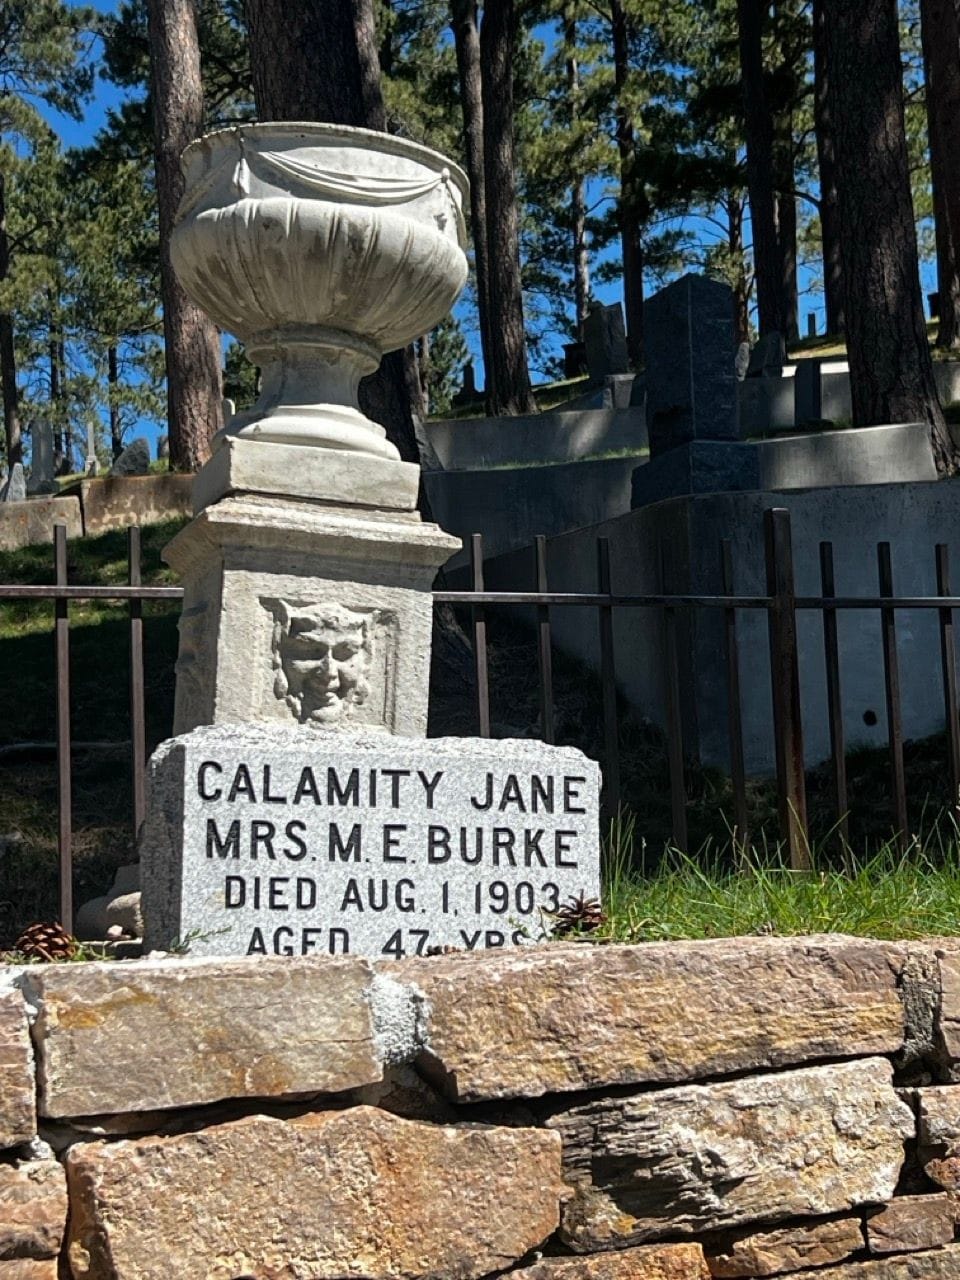 CALAMITY JANE
MRS. M. E. BURKE
DIED AUG. 1, 1903
AGED 47 YRS